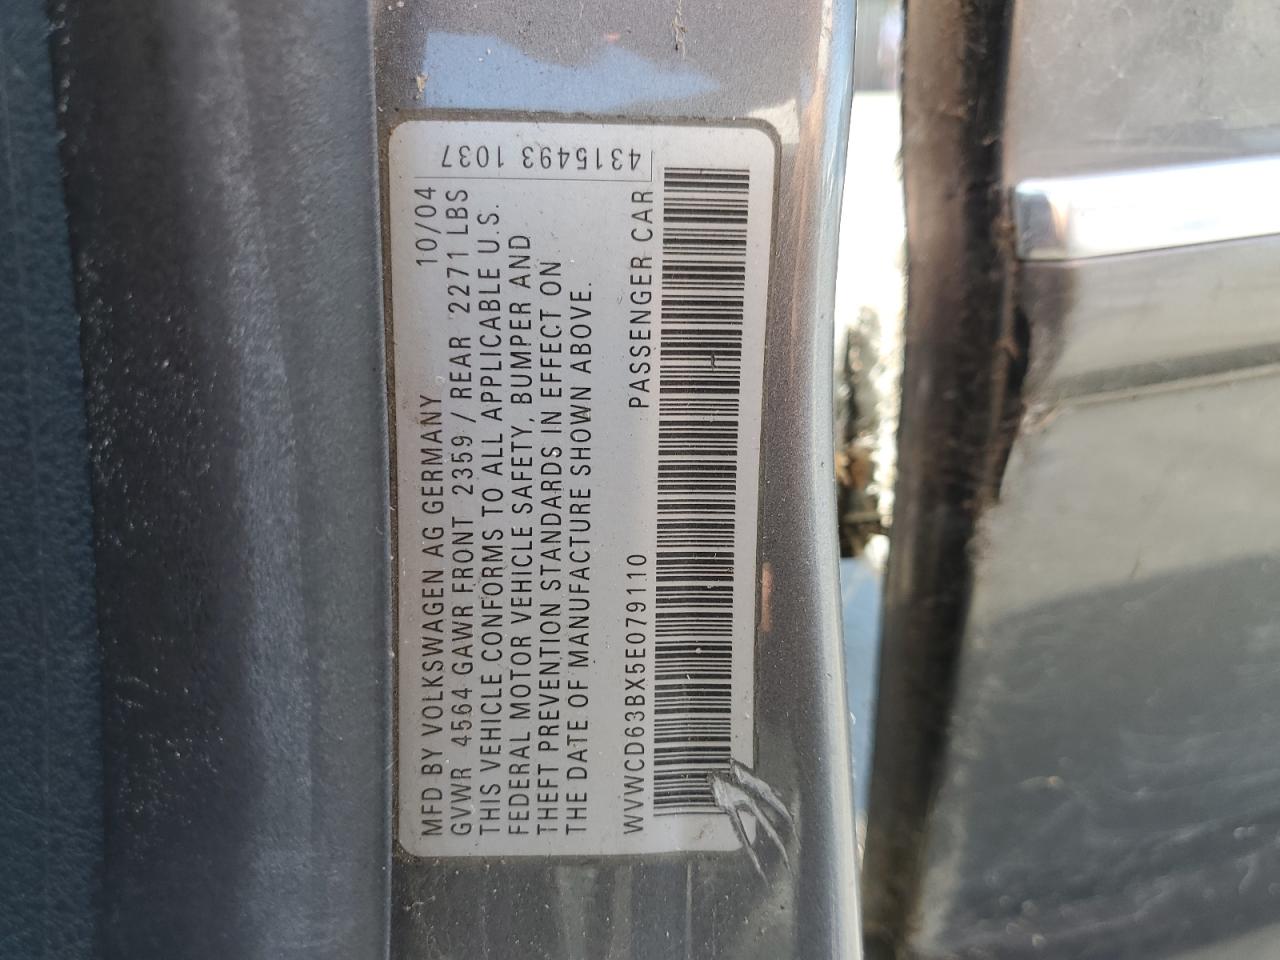 MFD BY VOLKSWAGEN AG GERMANY 10/04
GVWR 4564 GAWR FRONT 2359 / REAR 2271 LBS
THIS VEHICLE CONFORMS TO ALL APPLICABLE U.S.
FEDERAL MOTOR VEHICLE SAFETY, BUMPER AND
THEFT PREVENTION STANDARDS IN EFFECT ON
THE DATE OF MANUFACTURE SHOWN ABOVE.
WVWCD63BX5E079110 PASSENGER CAR
4315493 1037